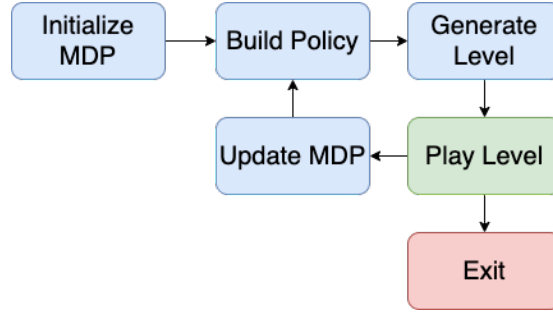 Initialize
MDP
Build Policy
Generate
Level
Update MDP
Play Level
Exit